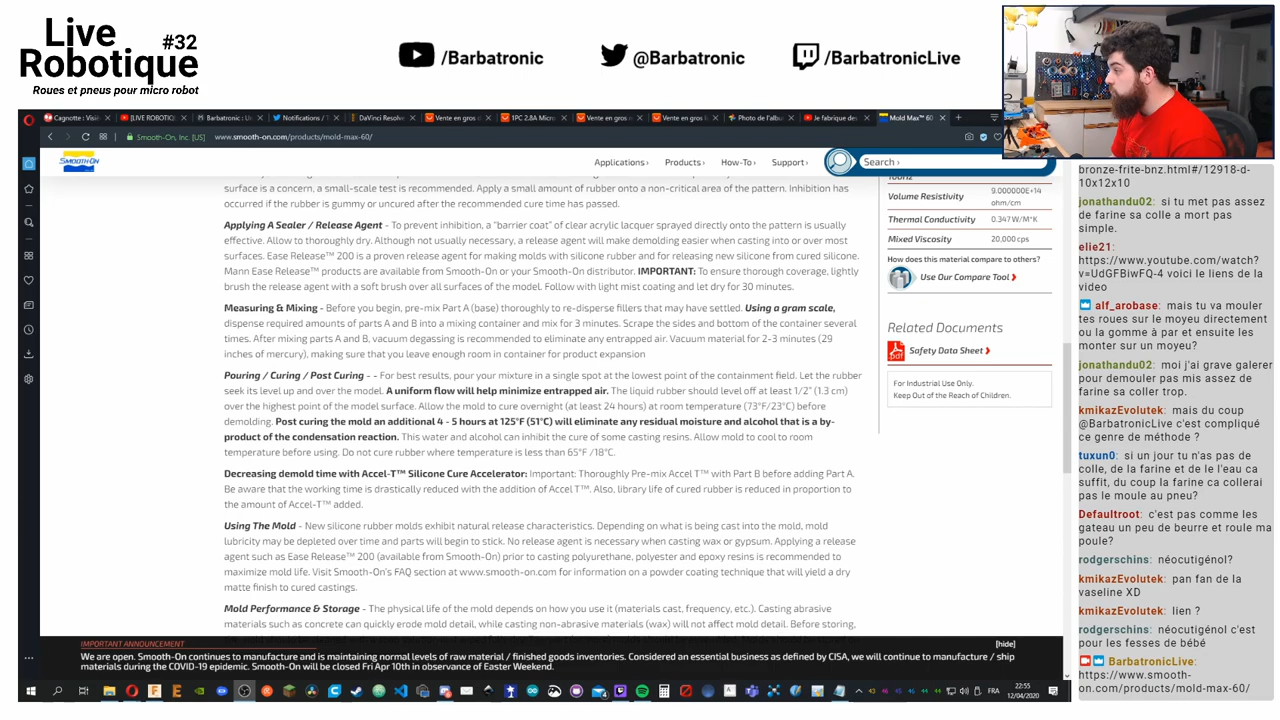 Live
Robotique #32
Roues et pneus pour micro robot
/Barbatronic
@Barbatronic
/BarbatronicLive
Cagnotte : Visi
[LIVE ROBOTIC
Barbatronic : U
Notifications / T
DaVinci Resolve
Vente en gros e
1PC 2.8A Micro
Vente en gros e
Vente en gros
Photo de l'albu
Je fabrique des
Mold Max™ 60
Smooth-On, Inc. [US]
www.smooth-on.com/products/mold-max-60/
SMOOTH-ON
Applications ›
Products ›
How-To ›
Support ›
Search ›
surface is a concern, a small-scale test is recommended. Apply a small amount of rubber onto a non-critical area of the pattern. Inhibition has
occurred if the rubber is gummy or uncured after the recommended cure time has passed.
Applying A Sealer / Release Agent - To prevent inhibition, a "barrier coat" of clear acrylic lacquer sprayed directly onto the pattern is usually
effective. Allow to thoroughly dry. Although not usually necessary, a release agent will make demolding easier when casting into or over most
surfaces. Ease Release™ 200 is a proven release agent for making molds with silicone rubber and for releasing new silicone from cured silicone.
Mann Ease Release™ products are available from Smooth-On or your Smooth-On distributor. IMPORTANT: To ensure thorough coverage, lightly
brush the release agent with a soft brush over all surfaces of the model. Follow with light mist coating and let dry for 30 minutes.
Measuring & Mixing - Before you begin, pre-mix Part A (base) thoroughly to re-disperse fillers that may have settled. Using a gram scale,
dispense required amounts of parts A and B into a mixing container and mix for 3 minutes. Scrape the sides and bottom of the container several
times. After mixing parts A and B, vacuum degassing is recommended to eliminate any entrapped air. Vacuum material for 2-3 minutes (29
inches of mercury), making sure that you leave enough room in container for product expansion
Pouring / Curing / Post Curing - - For best results, pour your mixture in a single spot at the lowest point of the containment field. Let the rubber
seek its level up and over the model. A uniform flow will help minimize entrapped air. The liquid rubber should level off at least 1/2" (1.3 cm)
over the highest point of the model surface. Allow the mold to cure overnight (at least 24 hours) at room temperature (73°F/23°C) before
demolding. Post curing the mold an additional 4 - 5 hours at 125°F (51°C) will eliminate any residual moisture and alcohol that is a by-
product of the condensation reaction. This water and alcohol can inhibit the cure of some casting resins. Allow mold to cool to room
temperature before using. Do not cure rubber where temperature is less than 65°F /18°C.
Decreasing demold time with Accel-T™ Silicone Cure Accelerator: Important: Thoroughly Pre-mix Accel T™ with Part B before adding Part A.
Be aware that the working time is drastically reduced with the addition of Accel T™. Also, library life of cured rubber is reduced in proportion to
the amount of Accel-T™ added.
Using The Mold - New silicone rubber molds exhibit natural release characteristics. Depending on what is being cast into the mold, mold
lubricity may be depleted over time and parts will begin to stick. No release agent is necessary when casting wax or gypsum. Applying a release
agent such as Ease Release™ 200 (available from Smooth-On) prior to casting polyurethane, polyester and epoxy resins is recommended to
maximize mold life. Visit Smooth-On's FAQ section at www.smooth-on.com for information on a powder coating technique that will yield a dry
matte finish to cured castings.
Mold Performance & Storage - The physical life of the mold depends on how you use it (materials cast, frequency, etc.). Casting abrasive
materials such as concrete can quickly erode mold detail, while casting non-abrasive materials (wax) will not affect mold detail. Before storing,
Volume Resistivity 9.000000E+14
ohm/cm
Thermal Conductivity 0.347 W/M*K
Mixed Viscosity 20,000 cps
How does this material compare to others?
Use Our Compare Tool ›
Related Documents
Safety Data Sheet ›
For Industrial Use Only.
Keep Out of the Reach of Children.
IMPORTANT ANNOUNCEMENT
[hide]
We are open. Smooth-On continues to manufacture and is maintaining normal levels of raw material / finished goods inventories. Considered an essential business as defined by CISA, we will continue to manufacture / ship
materials during the COVID-19 epidemic. Smooth-On will be closed Fri Apr 10th in observance of Easter Weekend.
FRA
22:55
12/04/2020
bronze-frite-bnz.html#/12918-d-
10x12x10
jonathandu02: si tu met pas assez
de farine sa colle a mort pas
simple.
elie21:
https://www.youtube.com/watch?
v=UdGFBiwFQ-4 voici le liens de la
video
alf_arobase: mais tu va mouler
tes roues sur le moyeu directement
ou la gomme à par et ensuite les
monter sur un moyeu?
jonathandu02: moi j'ai grave galerer
pour demouler pas mis assez de
farine sa coller trop.
kmikazEvolutek: mais du coup
@BarbatronicLive c'est compliqué
ce genre de méthode ?
tuxun0: si un jour tu n'as pas de
colle, de la farine et de le l'eau ca
suffit, du coup la farine ca collerai
pas le moule au pneu?
Defaultroot: c'est pas comme les
gateau un peu de beurre et roule ma
poule?
rodgerschins: néocutigénol?
kmikazEvolutek: pan fan de la
vaseline XD
kmikazEvolutek: lien ?
rodgerschins: néocutigénol c'est
pour les fesses de bébé
BarbatronicLive:
https://www.smooth-
on.com/products/mold-max-60/